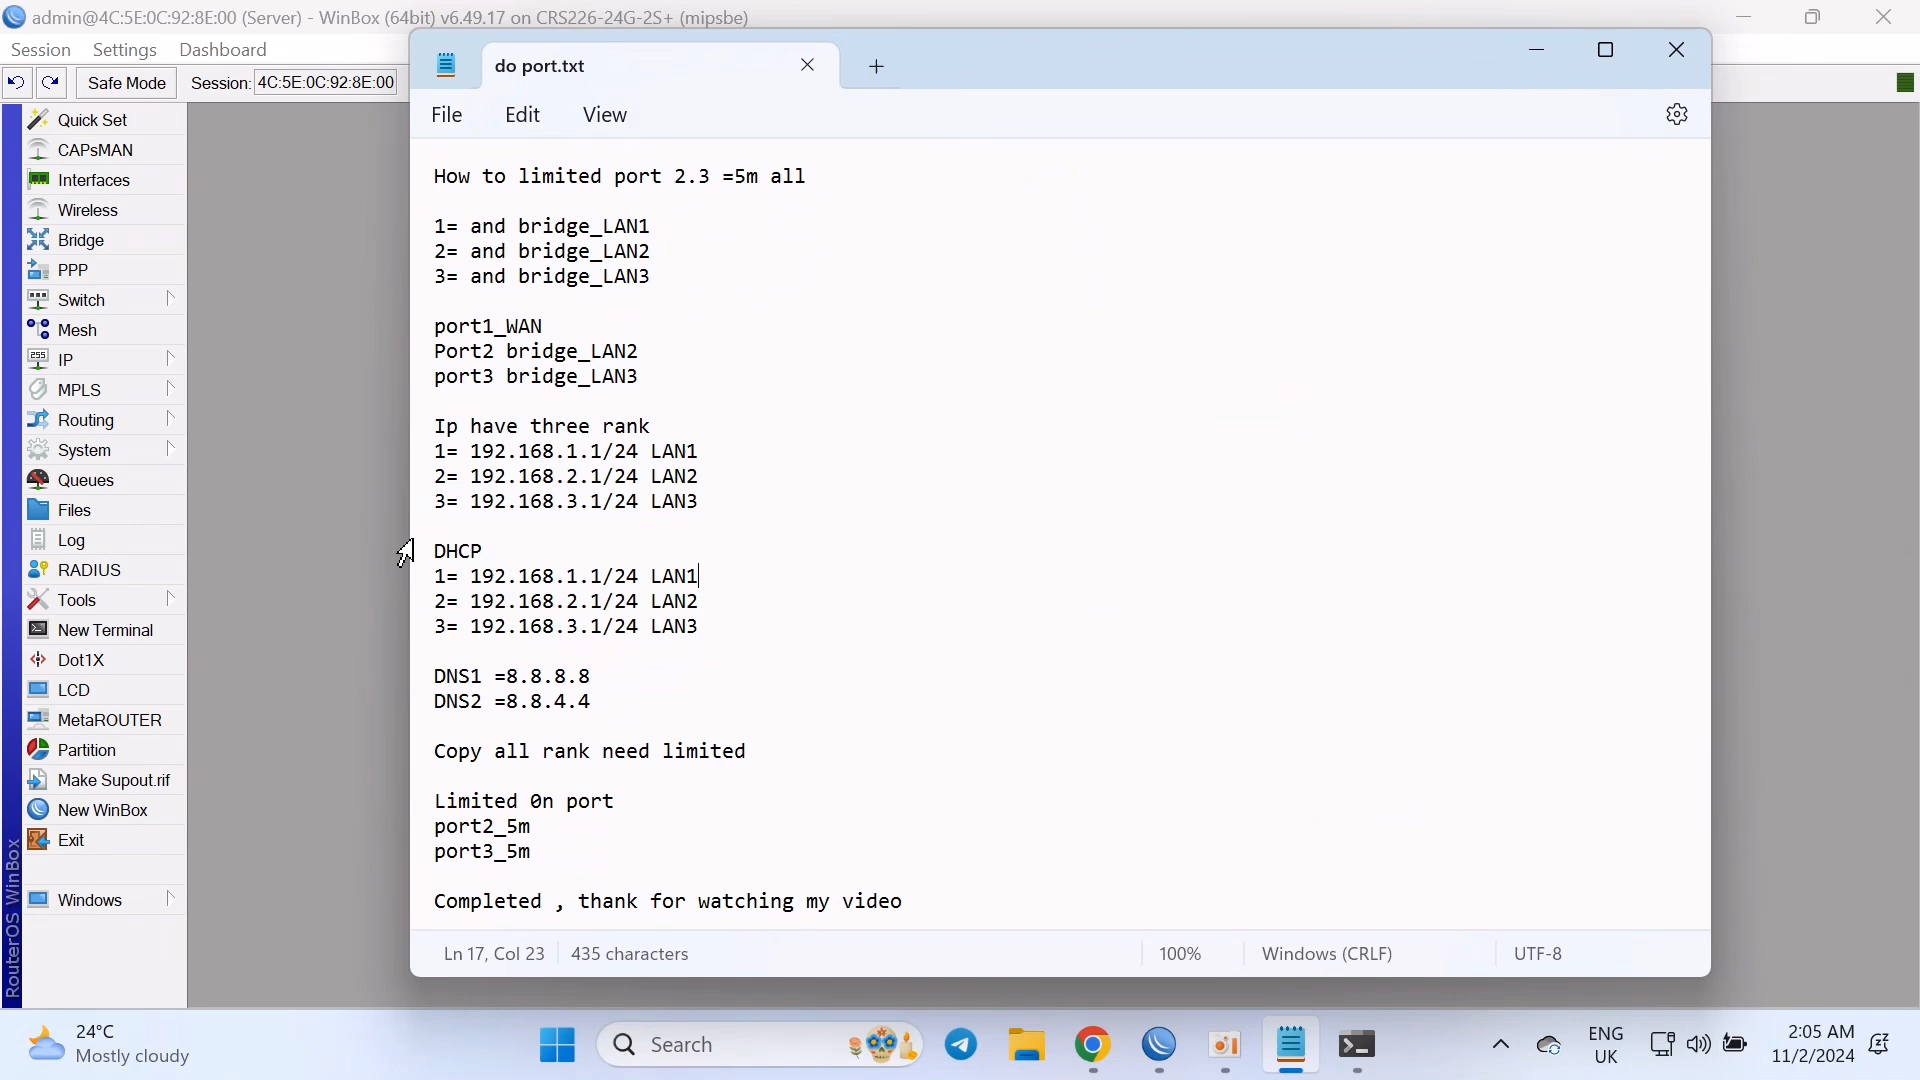 admin@4C:5E:0C:92:8E:00 (Server) - WinBox (64bit) v6.49.17 on CRS226-24G-2S+ (mipsbe)
Session Settings Dashboard
Safe Mode Session: 4C:5E:0C:92:8E:00
Quick Set
CAPsMAN
Interfaces
Wireless
Bridge
PPP
Switch
Mesh
255 IP
MPLS
Routing
System
Queues
Files
Log
RADIUS
Tools
New Terminal
Dot1X
LCD
MetaROUTER
Partition
Make Supout.rif
New WinBox
Exit
Windows
RouterOS WinBox
do port.txt
File Edit View
How to limited port 2.3 =5m all
1= and bridge_LAN1
2= and bridge_LAN2
3= and bridge_LAN3
port1_WAN
Port2 bridge_LAN2
port3 bridge_LAN3
Ip have three rank
1= 192.168.1.1/24 LAN1
2= 192.168.2.1/24 LAN2
3= 192.168.3.1/24 LAN3
DHCP
1= 192.168.1.1/24 LAN1
2= 192.168.2.1/24 LAN2
3= 192.168.3.1/24 LAN3
DNS1 =8.8.8.8
DNS2 =8.8.4.4
Copy all rank need limited
Limited 0n port
port2_5m
port3_5m
Completed , thank for watching my video
Ln 17, Col 23 435 characters 100% Windows (CRLF) UTF-8
24°C
Mostly cloudy
Search
ENG
UK
2:05 AM
11/2/2024